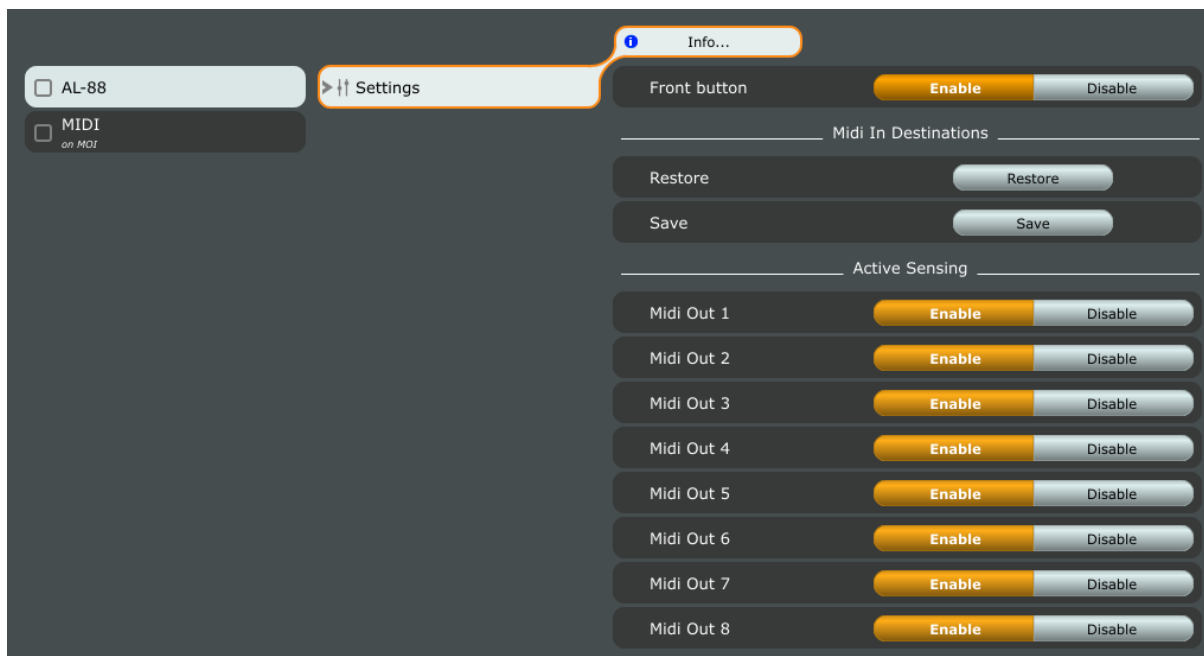 Info...
AL-88
MIDI
on MOI
Settings
Front button Enable Disable
Midi In Destinations
Restore Restore
Save Save
Active Sensing
Midi Out 1 Enable Disable
Midi Out 2 Enable Disable
Midi Out 3 Enable Disable
Midi Out 4 Enable Disable
Midi Out 5 Enable Disable
Midi Out 6 Enable Disable
Midi Out 7 Enable Disable
Midi Out 8 Enable Disable